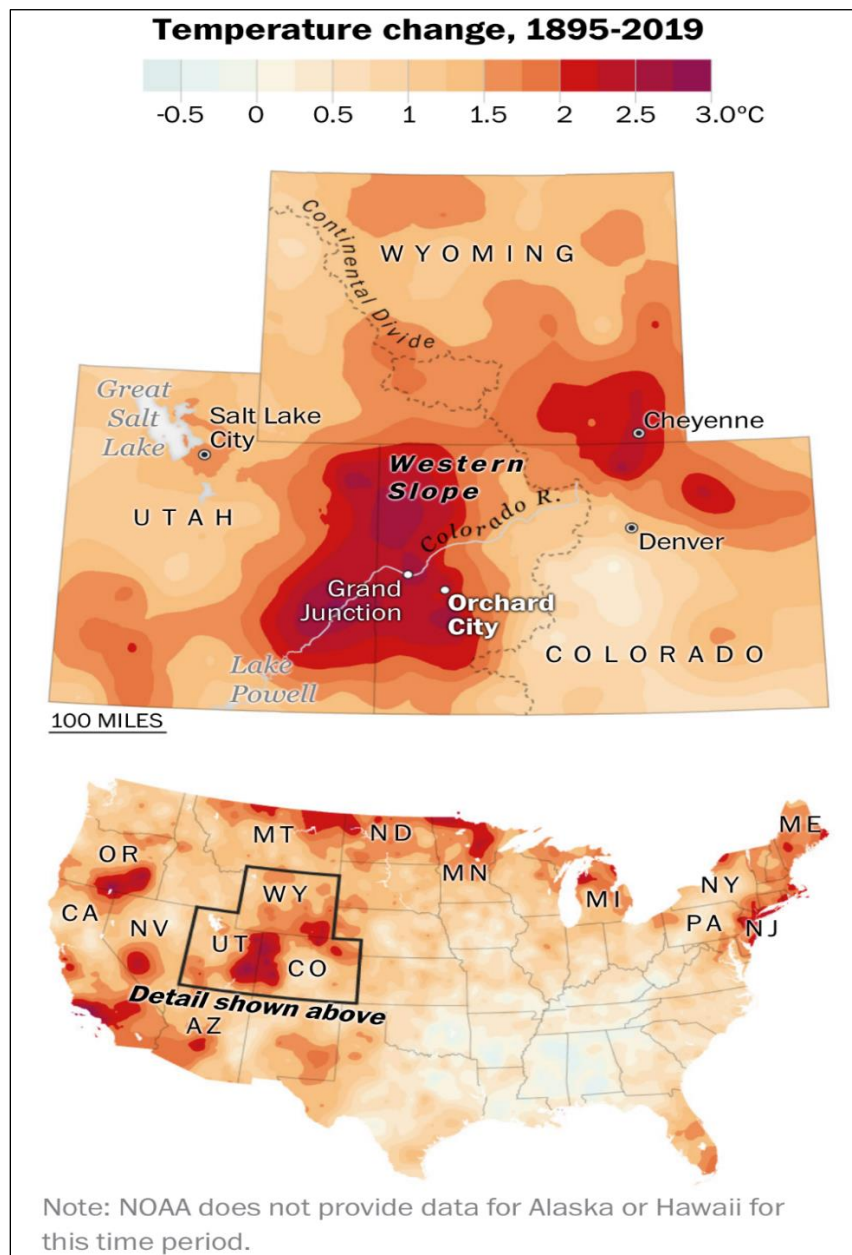 Temperature change, 1895-2019
-0.5 0 0.5 1 1.5 2 2.5 3.0°C
Continental Divide
WYOMING
Great
Salt
Lake
Salt Lake
City
Cheyenne
Western
Slope
Colorado R.
UTAH
Denver
Grand
Junction
Orchard
City
COLORADO
Lake
Powell
100 MILES
MT
ND
ME
OR
MN
WY
NY
MI
CA
NV
PA
NJ
UT
CO
Detail shown above
AZ
Note: NOAA does not provide data for Alaska or Hawaii for
this time period.